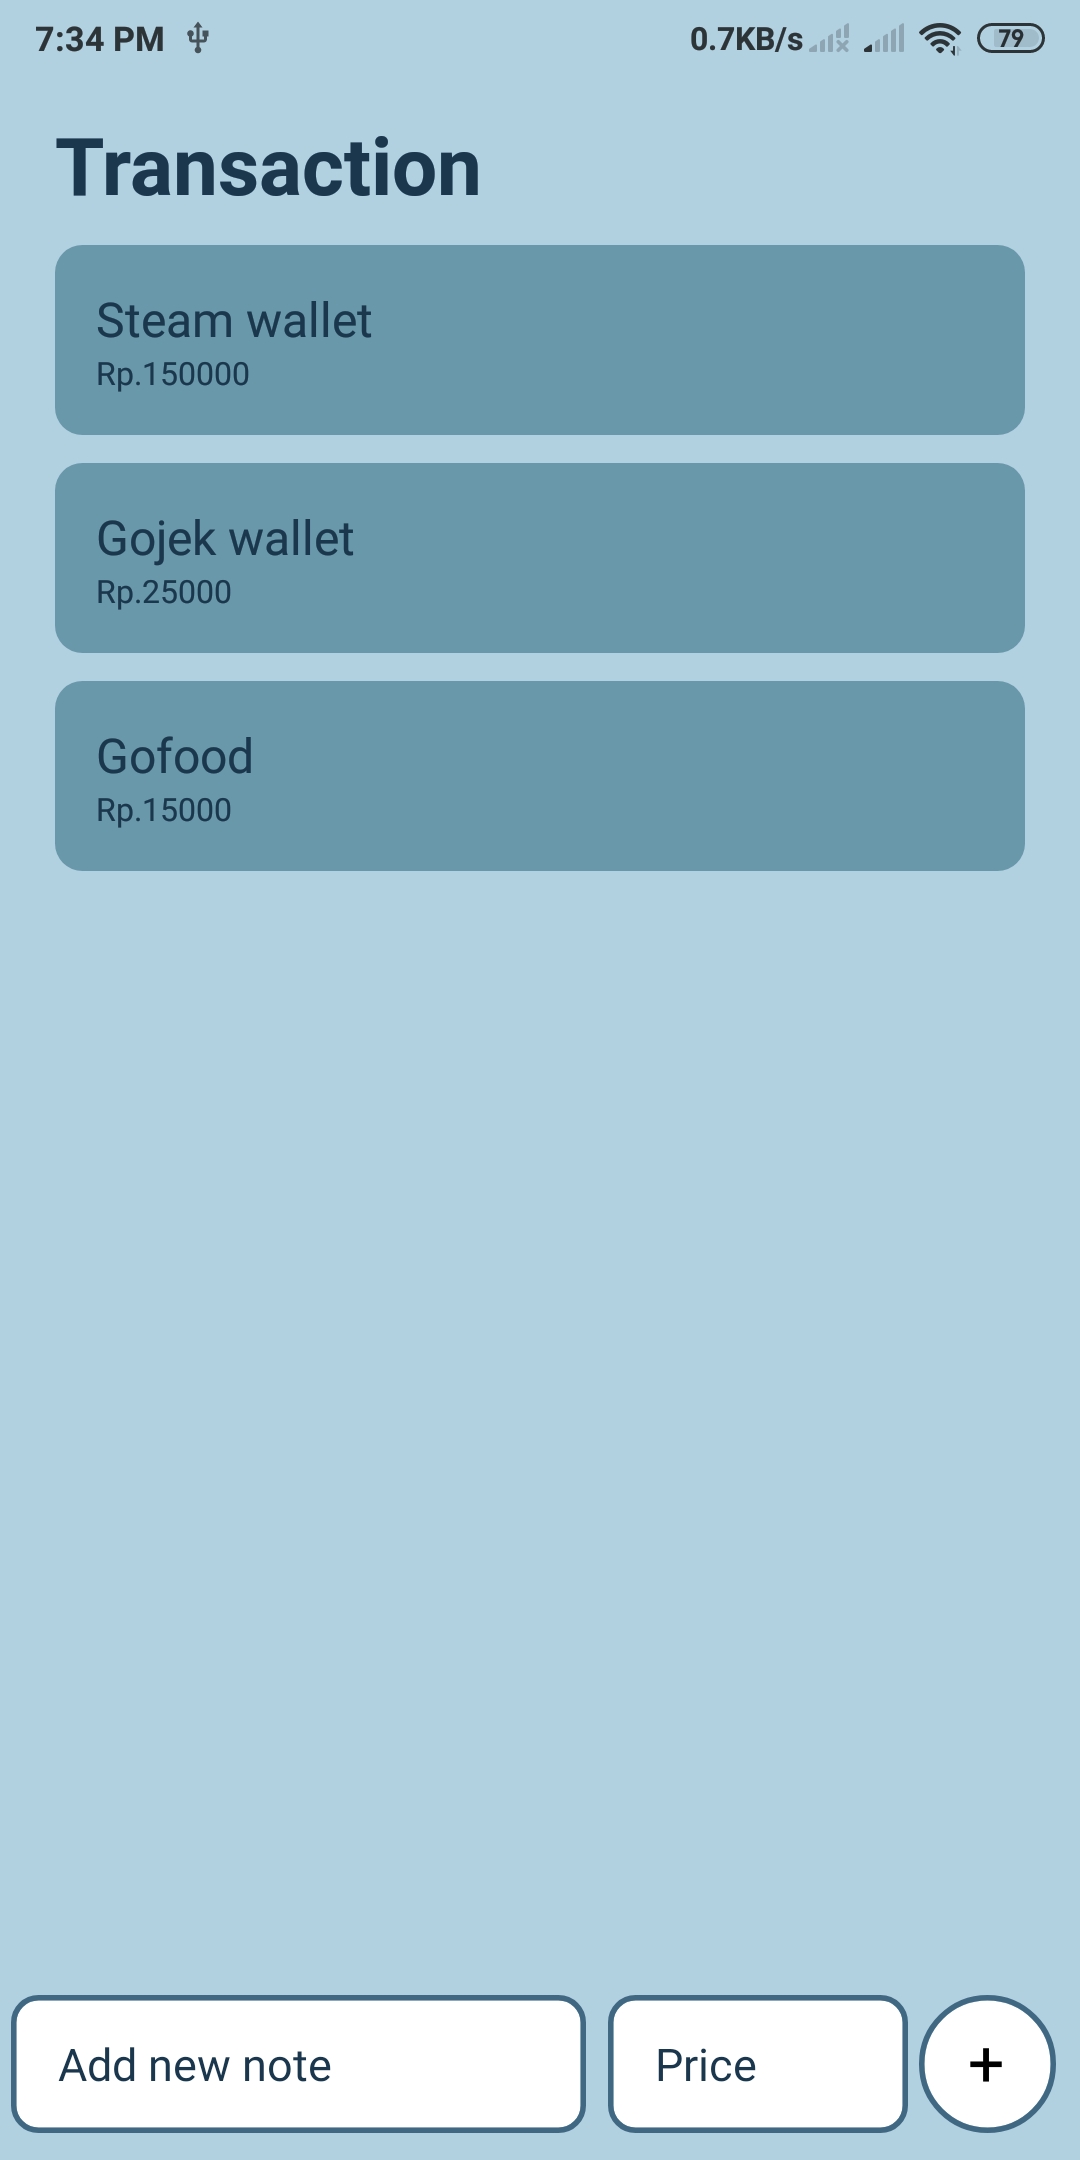 7:34 PM 0.7KB/s 79
Transaction
Steam wallet
Rp.150000
Gojek wallet
Rp.25000
Gofood
Rp.15000
Add new note Price +